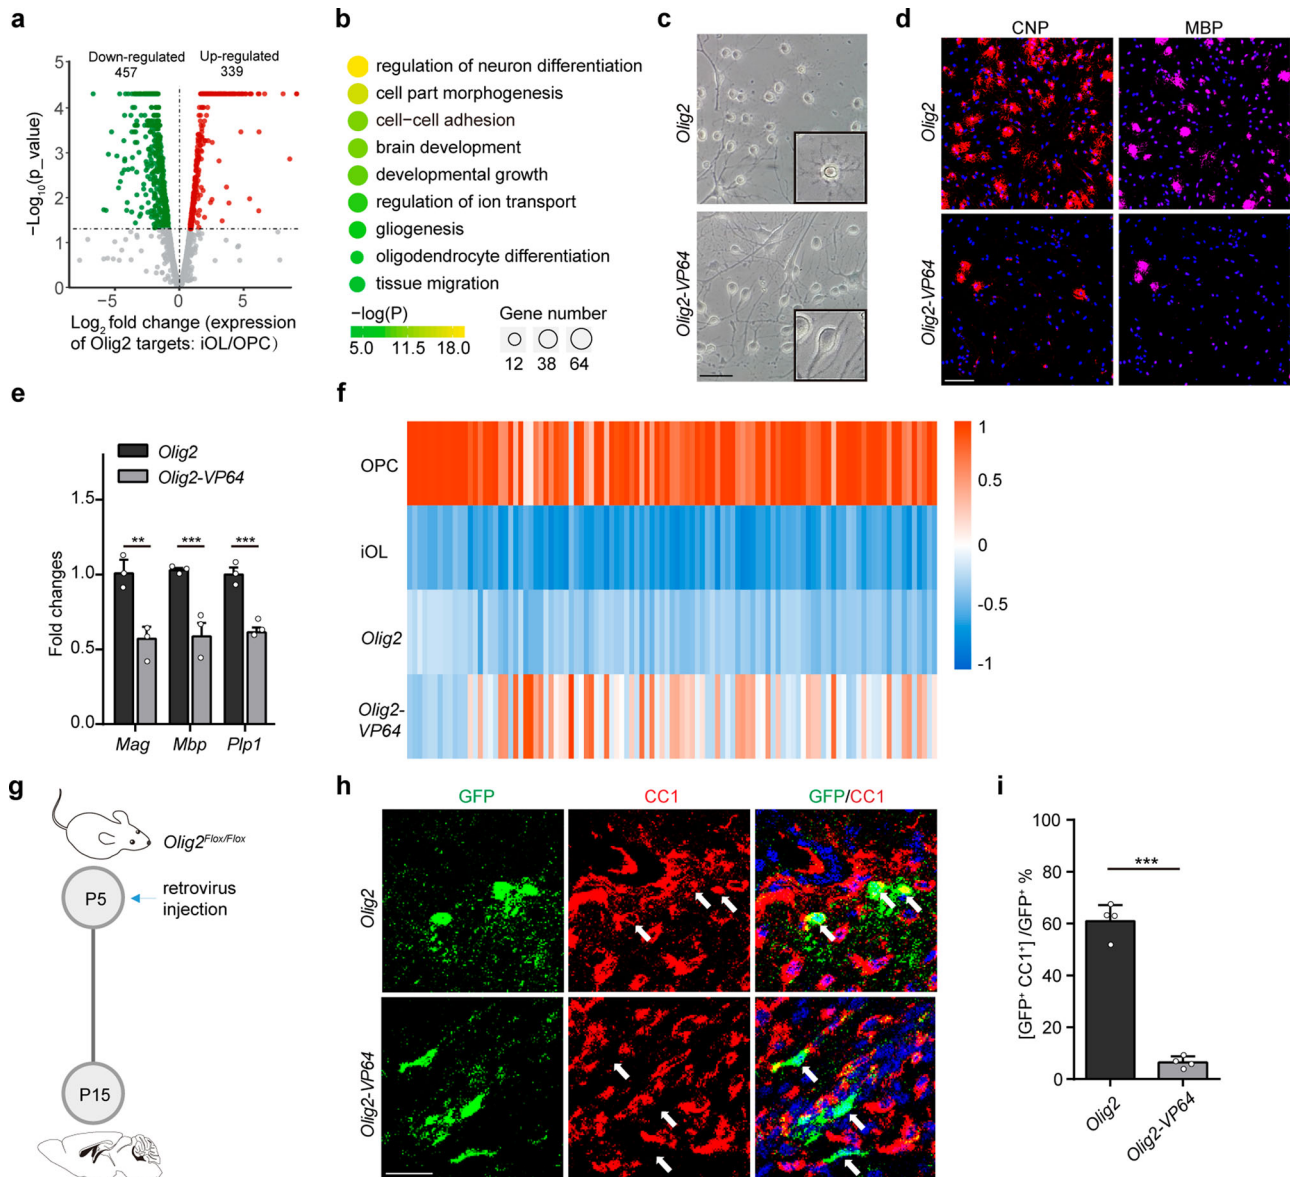 a
Down-regulated
457
Up-regulated
339
5
4
3
2
1
0
−Log10(p_value)
−5
0
5
Log2 fold change (expression
of Olig2 targets: iOL/OPC)
b
regulation of neuron differentiation
cell part morphogenesis
cell−cell adhesion
brain development
developmental growth
regulation of ion transport
gliogenesis
oligodendrocyte differentiation
tissue migration
−log(P)
5.0 11.5 18.0
Gene number
12 38 64
c
Olig2
Olig2-VP64
d
CNP
MBP
Olig2
Olig2-VP64
e
Olig2
Olig2-VP64
Fold changes
1.5
1.0
0.5
0.0
**
***
***
Mag Mbp Plp1
f
OPC
iOL
Olig2
Olig2-
VP64
1
0.5
0
-0.5
-1
g
Olig2Flox/Flox
P5
retrovirus
injection
P15
h
GFP
CC1
GFP/CC1
Olig2
Olig2-VP64
i
[GFP+ CC1+] /GFP+ %
100
80
60
40
20
0
***
Olig2
Olig2-VP64